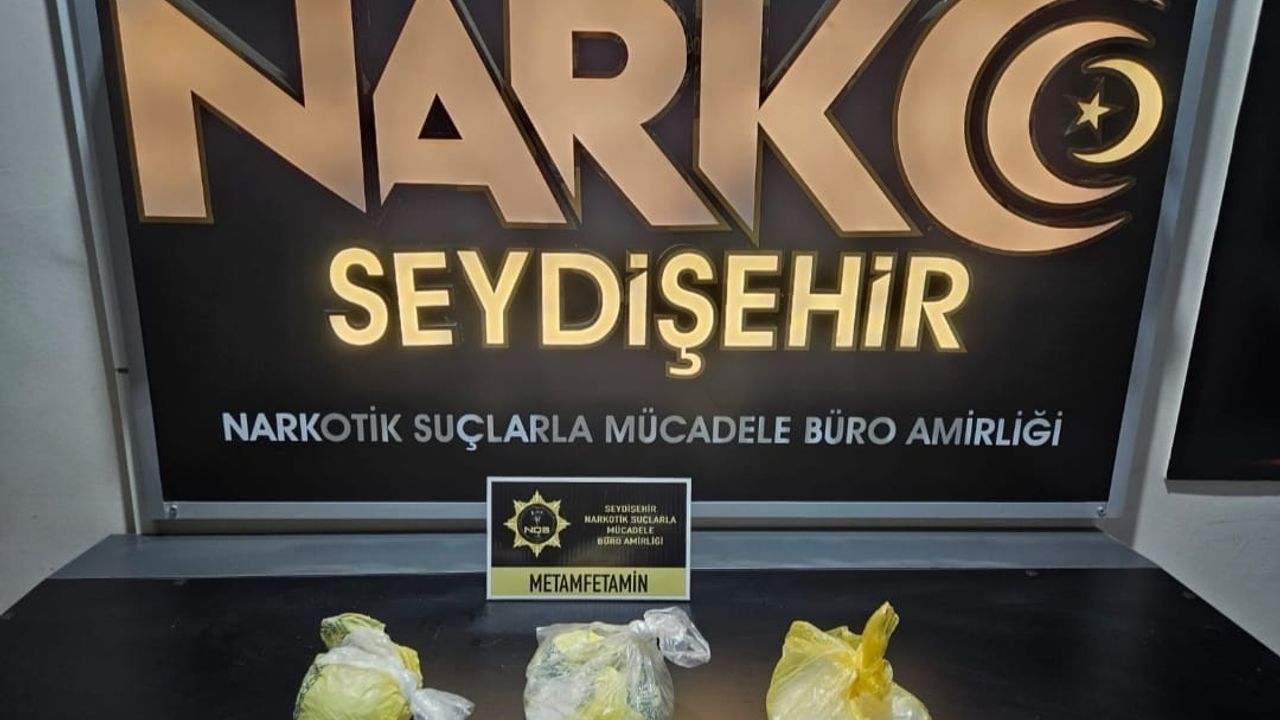 NARKO
SEYDİŞEHİR
NARKOTİK SUÇLARLA MÜCADELE BÜRO AMİRLİĞİ
SEYDİŞEHİR
NARKOTİK SUÇLARLA
MÜCADELE
BÜRO AMİRLİĞİ
METAMFETAMİN